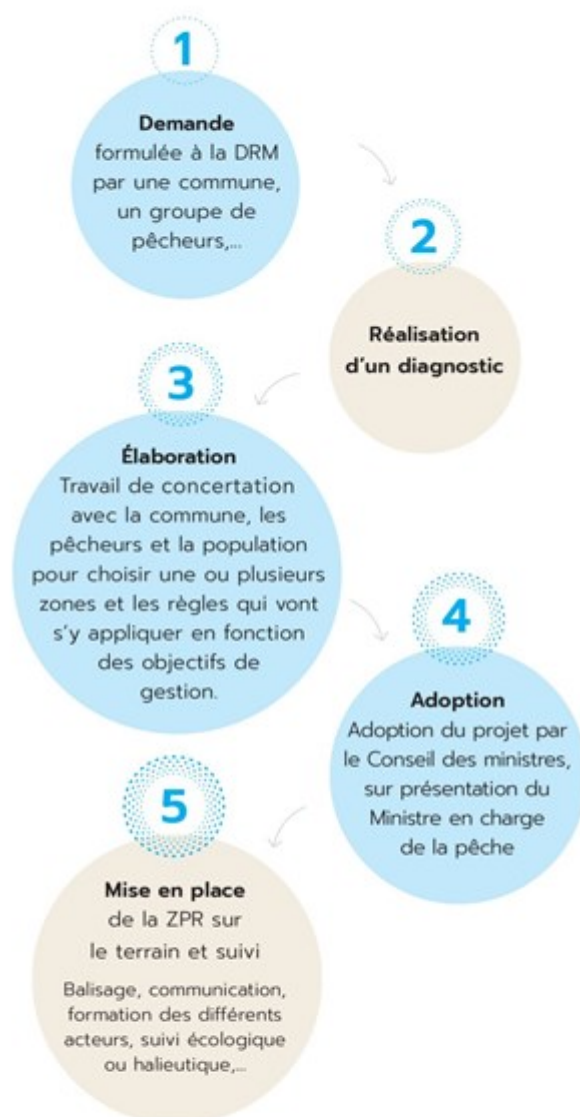 1
Demande
formulée à la DRM
par une commune,
un groupe de
pêcheurs,...
2
Réalisation
d'un diagnostic
3
Élaboration
Travail de concertation
avec la commune, les
pêcheurs et la population
pour choisir une ou plusieurs
zones et les règles qui vont
s'y appliquer en fonction
des objectifs de
gestion.
4
Adoption
Adoption du projet par
le Conseil des ministres,
sur présentation du
Ministre en charge
de la pêche
5
Mise en place
de la ZPR sur
le terrain et suivi
Balisage, communication,
formation des différents
acteurs, suivi écologique
ou halieutique,...